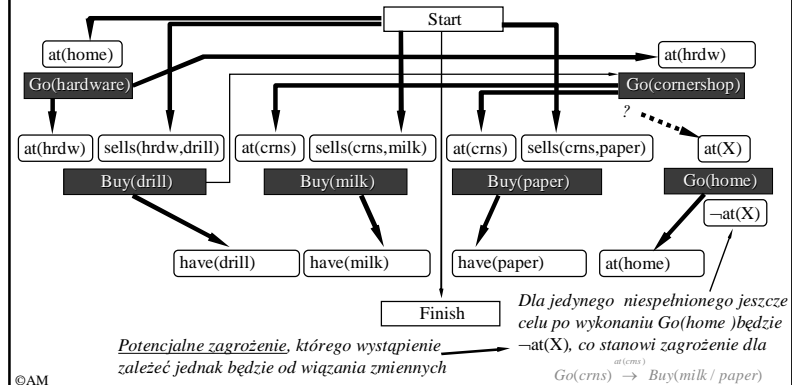 Start
at(home)
at(hrdw)
Go(hardware)
Go(cornershop)
?
at(hrdw)
sells(hrdw,drill)
at(crns)
sells(crns,milk)
at(crns)
sells(crns,paper)
at(X)
Buy(drill)
Buy(milk)
Buy(paper)
Go(home)
¬at(X)
have(drill)
have(milk)
have(paper)
at(home)
Finish
Potencjalne zagrożenie, którego wystąpienie
zależeć jednak będzie od wiązania zmiennych
Dla jedynego niespełnionego jeszcze
celu po wykonaniu Go(home )będzie
¬at(X), co stanowi zagrożenie dla
at(crns)
Go(crns) → Buy(milk / paper)
©AM